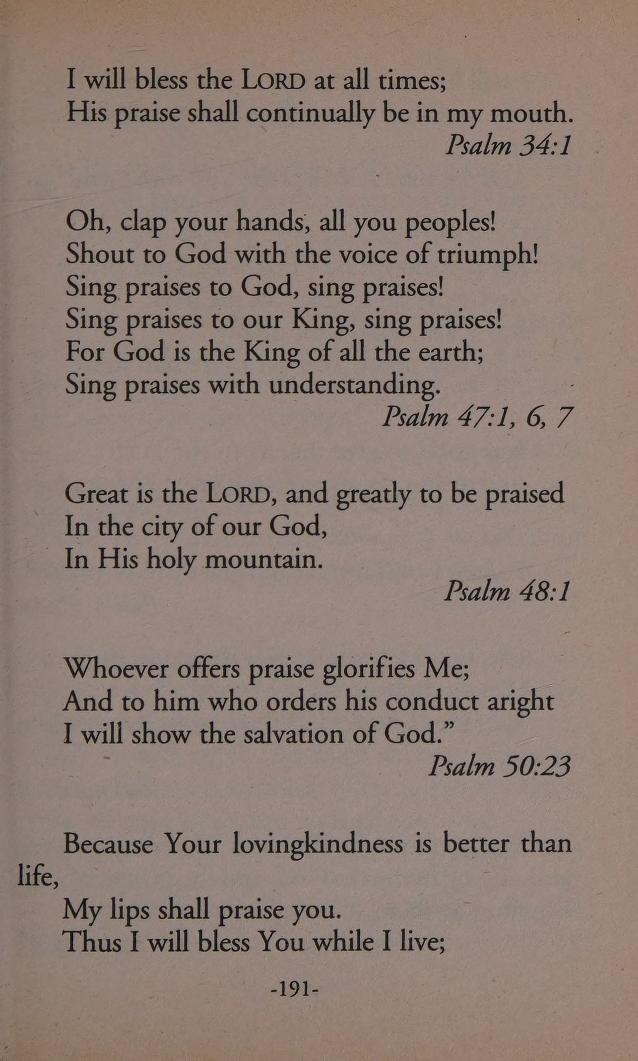 I will bless the LORD at all times;
His praise shall continually be in my mouth.
Psalm 34:1
Oh, clap your hands, all you peoples!
Shout to God with the voice of triumph!
Sing praises to God, sing praises!
Sing praises to our King, sing praises!
For God is the King of all the earth;
Sing praises with understanding.
Psalm 47:1, 6, 7
Great is the LORD, and greatly to be praised
In the city of our God,
In His holy mountain.
Psalm 48:1
Whoever offers praise glorifies Me;
And to him who orders his conduct aright
I will show the salvation of God.”
Psalm 50:23
Because Your lovingkindness is better than
life,
My lips shall praise you.
Thus I will bless You while I live;
-191-